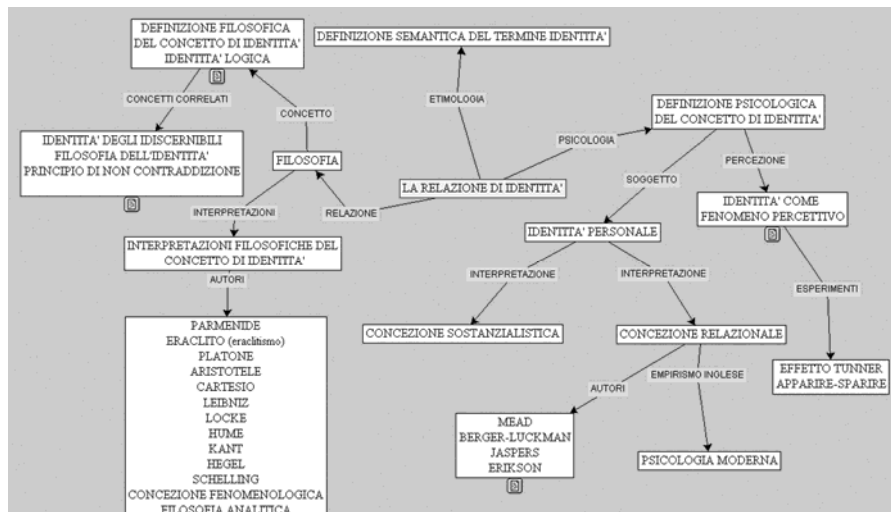 DEFINIZIONE FILOSOFICA
DEL CONCETTO DI IDENTITA'
IDENTITA' LOGICA
DEFINIZIONE SEMANTICA DEL TERMINE IDENTITA'
CONCETTI CORRELATI
CONCETTO
ETIMOLOGIA
DEFINIZIONE PSICOLOGICA
DEL CONCETTO DI IDENTITA'
IDENTITA' DEGLI IDISCERNIBILI
FILOSOFIA DELL'IDENTITA'
PRINCIPIO DI NON CONTRADDIZIONE
FILOSOFIA
PSICOLOGIA
PERCEZIONE
LA RELAZIONE DI IDENTITA'
SOGGETTO
INTERPRETAZIONI
RELAZIONE
IDENTITA' COME
FENOMENO PERCETTIVO
IDENTITA' PERSONALE
INTERPRETAZIONI FILOSOFICHE DEL
CONCETTO DI IDENTITA'
AUTORI
INTERPRETAZIONE
INTERPRETAZIONE
ESPERIMENTI
PARMENIDE
ERACLITO (eraclitismo)
PLATONE
ARISTOTELE
CARTESIO
LEIBNIZ
LOCKE
HUME
KANT
HEGEL
SCHELLING
CONCEZIONE FENOMENOLOGICA
FILOSOFIA ANALITICA
CONCEZIONE SOSTANZIALISTICA
CONCEZIONE RELAZIONALE
EFFETTO TUNNER
APPARIRE-SPARIRE
AUTORI
EMPIRISMO INGLESE
MEAD
BERGER-LUCKMAN
JASPERS
ERIKSON
PSICOLOGIA MODERNA